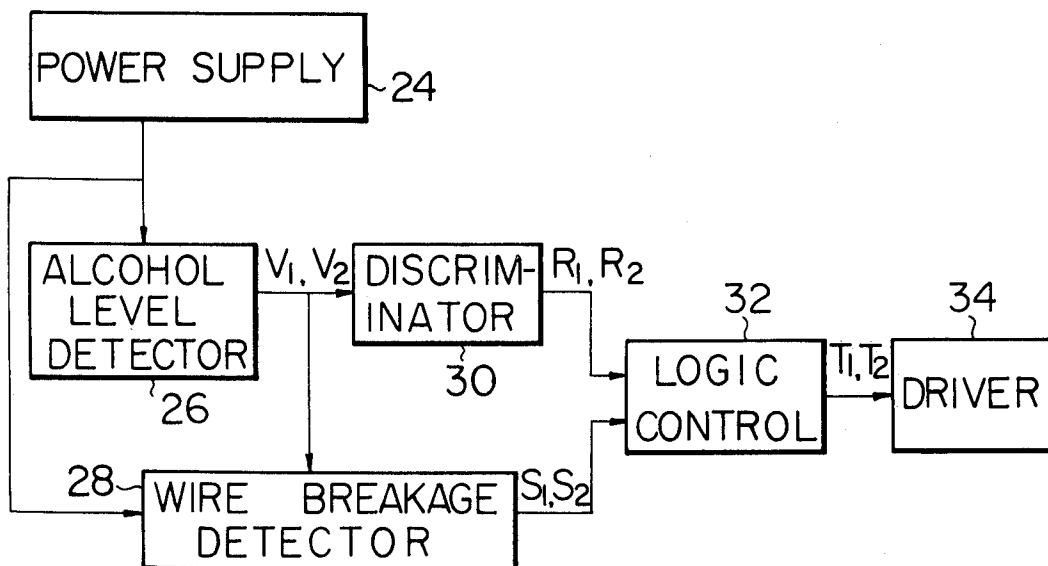 POWER SUPPLY
24
ALCOHOL
LEVEL
DETECTOR
26
V1, V2
DISCRIM-
INATOR
30
R1, R2
32
LOGIC
CONTROL
T1, T2
34
DRIVER
28
WIRE BREAKAGE
DETECTOR
S1, S2